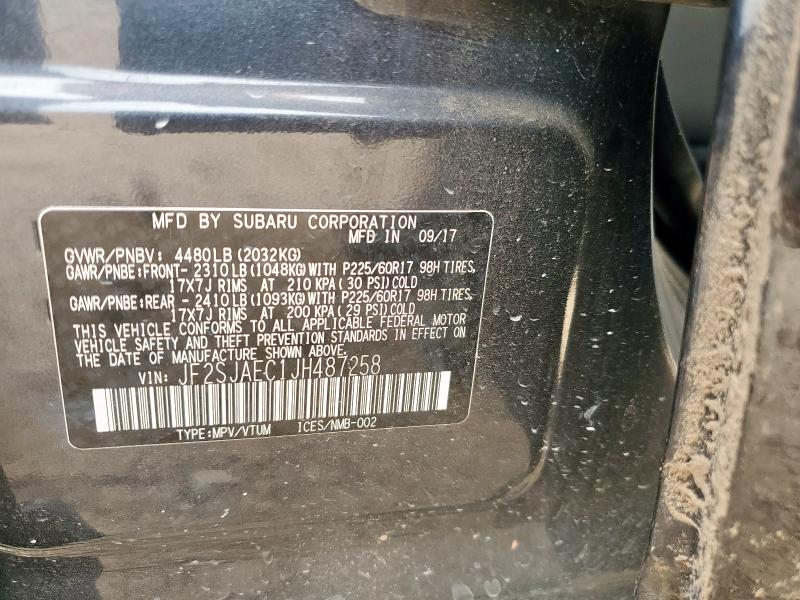 MFD BY SUBARU CORPORATION
MFD IN 09/17
GVWR/PNBV: 4480LB(2032KG)
GAWR/PNBE:FRONT- 2310LB(1048KG)WITH P225/60R17 98H TIRES,
17X7J RIMS AT 210 KPA(30 PSI)COLD
GAWR/PNBE:REAR - 2410LB(1093KG)WITH P225/60R17 98H TIRES,
17X7J RIMS AT 200 KPA(29 PSI)COLD
THIS VEHICLE CONFORMS TO ALL APPLICABLE FEDERAL MOTOR
VEHICLE SAFETY AND THEFT PREVENTION STANDARDS IN EFFECT ON
THE DATE OF MANUFACTURE SHOWN ABOVE.
VIN: JF2SJAEC1JH487258
TYPE:MPV/VTUM ICES/NMB-002